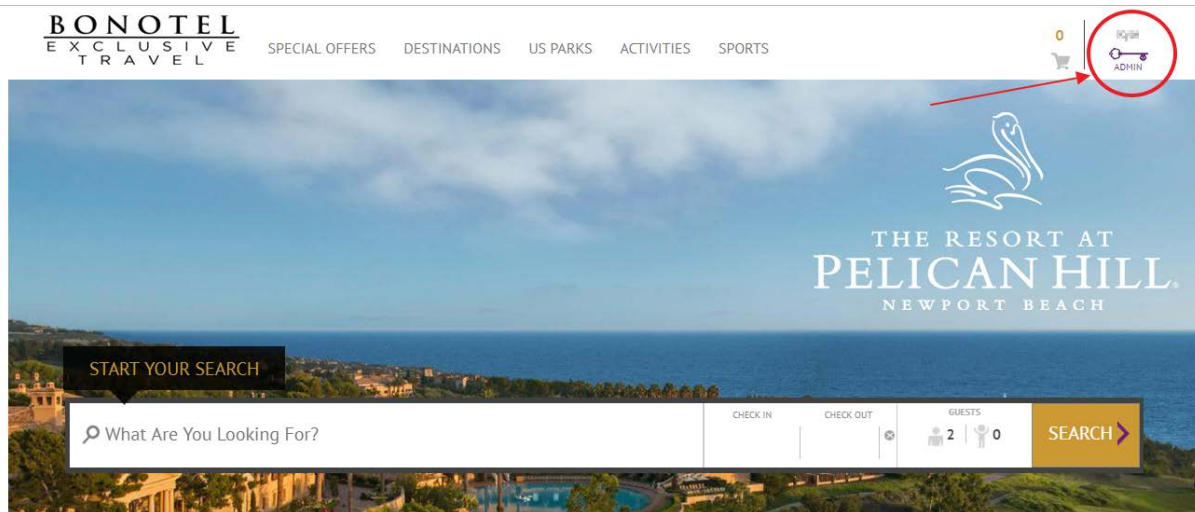 BONOTEL
EXCLUSIVE
TRAVEL
SPECIAL OFFERS DESTINATIONS US PARKS ACTIVITIES SPORTS
0
ADMIN
THE RESORT AT
PELICAN HILL®
NEWPORT BEACH
START YOUR SEARCH
What Are You Looking For?
CHECK IN CHECK OUT GUESTS
2 0
SEARCH